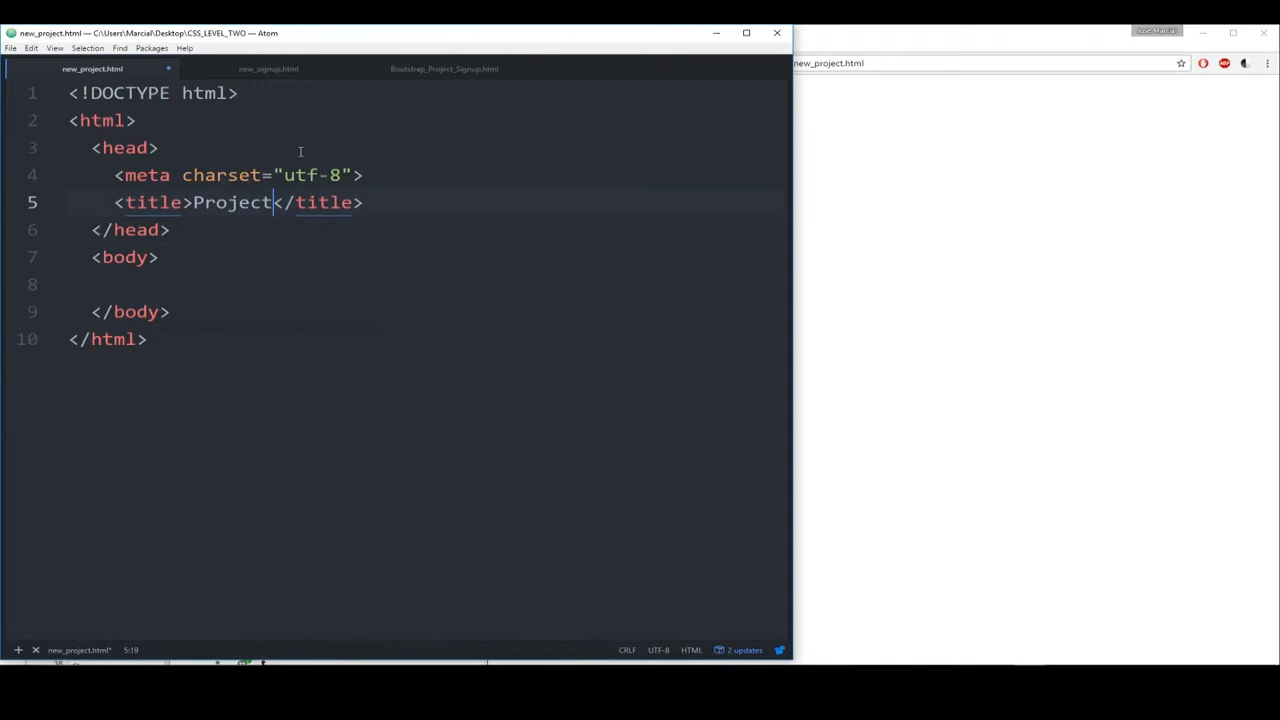 new_project.html — C:\Users\Marcial\Desktop\CSS_LEVEL_TWO — Atom
Jose Marcial
File Edit View Selection Find Packages Help
new_project.html
new_project.html new_signup.html Bootstrap_Project_Signup.html
1 <!DOCTYPE html>
2 <html>
3 <head>
4 <meta charset="utf-8">
5 <title>Project</title>
6 </head>
7 <body>
8
9 </body>
10 </html>
new_project.html* 5:19 CRLF UTF-8 HTML 2 updates